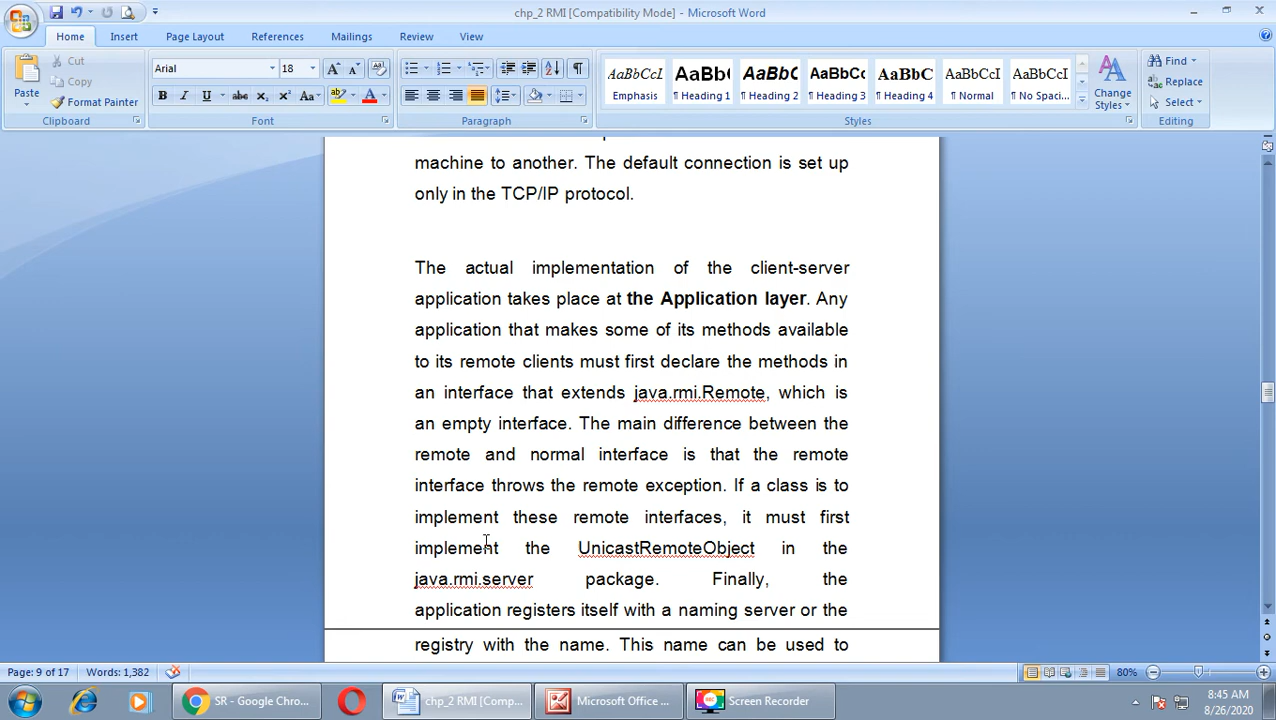 chp_2 RMI [Compatibility Mode] - Microsoft Word
Home Insert Page Layout References Mailings Review View
Paste
Cut
Copy
Format Painter
Clipboard
Arial 18
B I U abc x₂ x² Aa
Font
Paragraph
AaBbCcI AaBb( AaBbC AaBbCc AaBbC AaBbCcI AaBbCcI
Emphasis ¶ Heading 1 ¶ Heading 2 ¶ Heading 3 ¶ Heading 4 ¶ Normal ¶ No Spaci...
Change Styles
Styles
Find
Replace
Select
Editing
machine to another. The default connection is set up
only in the TCP/IP protocol.
The actual implementation of the client-server
application takes place at the Application layer. Any
application that makes some of its methods available
to its remote clients must first declare the methods in
an interface that extends java.rmi.Remote, which is
an empty interface. The main difference between the
remote and normal interface is that the remote
interface throws the remote exception. If a class is to
implement these remote interfaces, it must first
implement the UnicastRemoteObject in the
java.rmi.server package. Finally, the
application registers itself with a naming server or the
registry with the name. This name can be used to
Page: 9 of 17 Words: 1,382 80%
SR - Google Chro... chp_2 RMI [Comp... Microsoft Office ... Screen Recorder
8:45 AM
8/26/2020